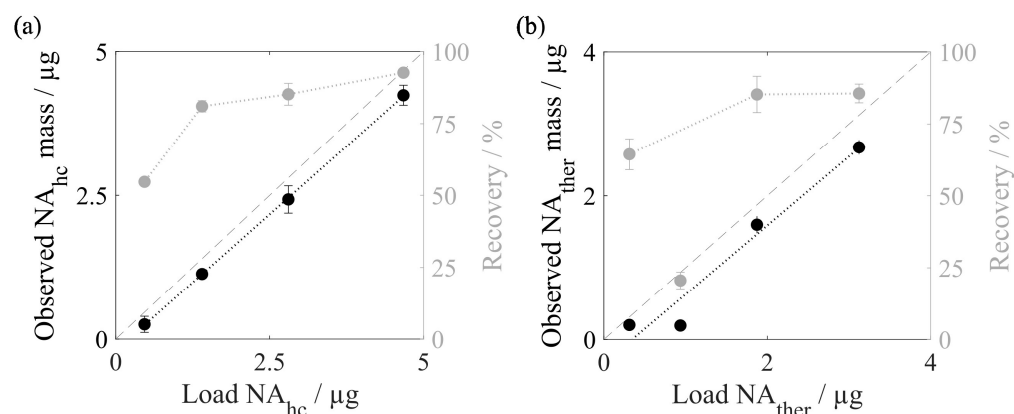 (a)
5
2.5
0
Observed NAhc mass / µg
0
2.5
5
Load NAhc / µg
100
75
50
25
0
Recovery / %
(b)
4
2
0
Observed NAther mass / µg
0
2
4
Load NAther / µg
100
75
50
25
0
Recovery / %